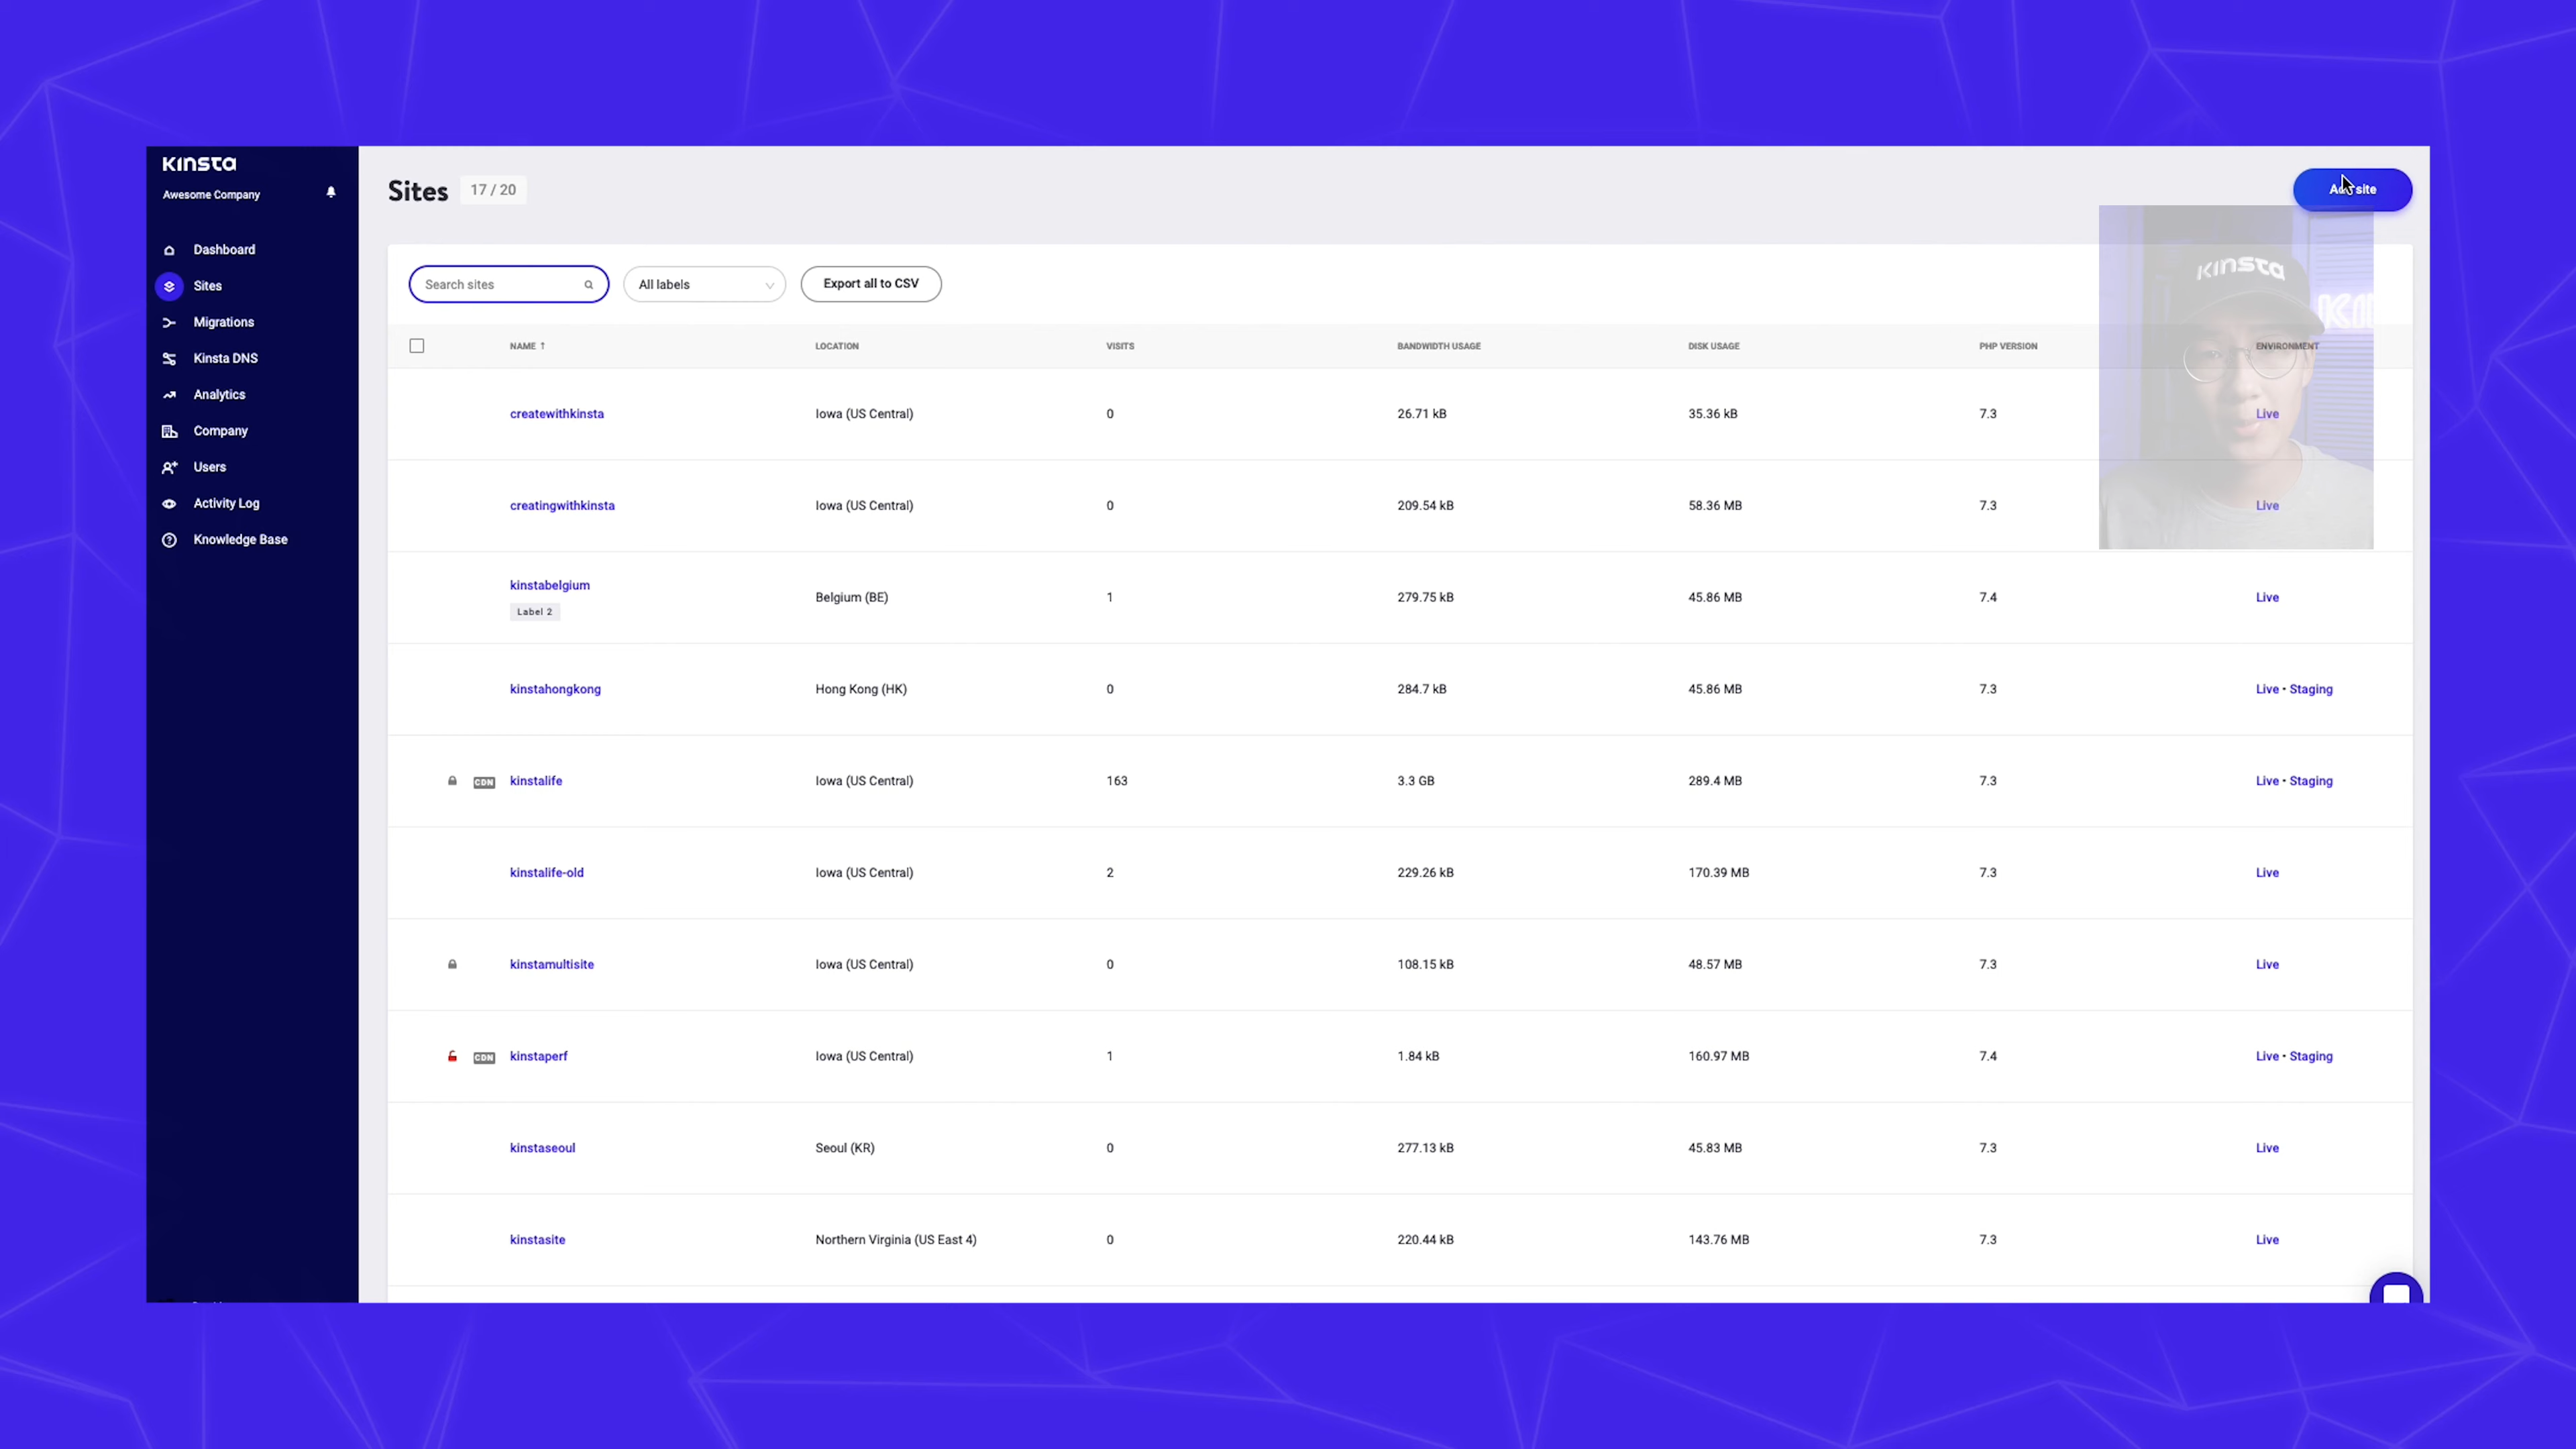 KINSTA
Awesome Company
Dashboard
Sites
Migrations
Kinsta DNS
Analytics
Company
Users
Activity Log
Knowledge Base
Sites 17 / 20
Add site
Search sites All labels Export all to CSV
NAME ↑ LOCATION VISITS BANDWIDTH USAGE DISK USAGE PHP VERSION ENVIRONMENT
createwithkinsta Iowa (US Central) 0 26.71 kB 35.36 kB 7.3 Live
creatingwithkinsta Iowa (US Central) 0 209.54 kB 58.36 MB 7.3 Live
kinstabelgium Belgium (BE) 1 279.75 kB 45.86 MB 7.4 Live
Label 2
kinstahongkong Hong Kong (HK) 0 284.7 kB 45.86 MB 7.3 Live • Staging
CDN kinstalife Iowa (US Central) 163 3.3 GB 289.4 MB 7.3 Live • Staging
kinstalife-old Iowa (US Central) 2 229.26 kB 170.39 MB 7.3 Live
kinstamultisite Iowa (US Central) 0 108.15 kB 48.57 MB 7.3 Live
CDN kinstaperf Iowa (US Central) 1 1.84 kB 160.97 MB 7.4 Live • Staging
kinstaseoul Seoul (KR) 0 277.13 kB 45.83 MB 7.3 Live
kinstasite Northern Virginia (US East 4) 0 220.44 kB 143.76 MB 7.3 Live
KINSTA
KI